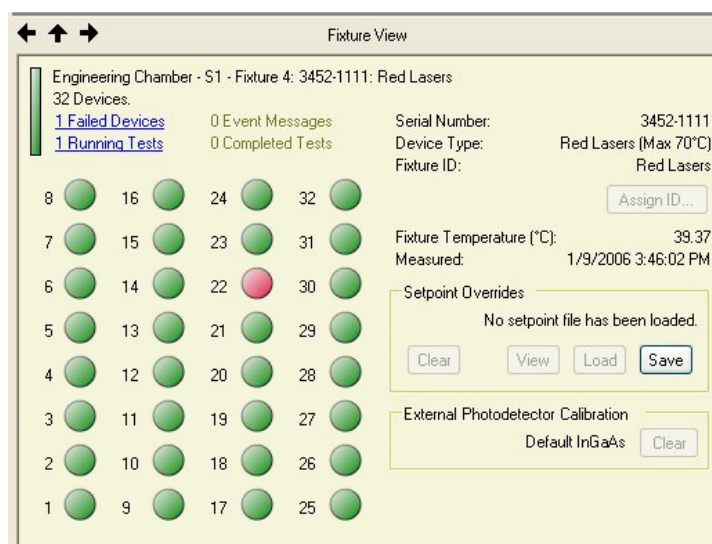 Fixture View
Engineering Chamber - S1 - Fixture 4: 3452-1111: Red Lasers
32 Devices.
1 Failed Devices 0 Event Messages
1 Running Tests 0 Completed Tests
Serial Number: 3452-1111
Device Type: Red Lasers (Max 70°C)
Fixture ID: Red Lasers
Assign ID...
8 16 24 32
7 15 23 31
6 14 22 30
5 13 21 29
4 12 20 28
3 11 19 27
2 10 18 26
1 9 17 25
Fixture Temperature (°C): 39.37
Measured: 1/9/2006 3:46:02 PM
Setpoint Overrides
No setpoint file has been loaded.
Clear View Load Save
External Photodetector Calibration
Default InGaAs Clear